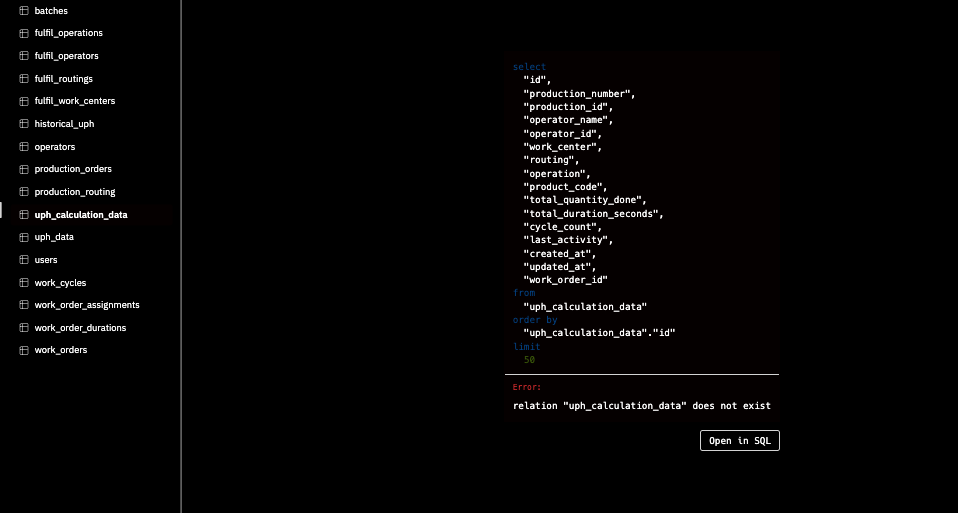 batches
fulfil_operations
fulfil_operators
fulfil_routings
fulfil_work_centers
historical_uph
operators
production_orders
production_routing
uph_calculation_data
uph_data
users
work_cycles
work_order_assignments
work_order_durations
work_orders
select
"id",
"production_number",
"production_id",
"operator_name",
"operator_id",
"work_center",
"routing",
"operation",
"product_code",
"total_quantity_done",
"total_duration_seconds",
"cycle_count",
"last_activity",
"created_at",
"updated_at",
"work_order_id"
from
"uph_calculation_data"
order by
"uph_calculation_data"."id"
limit
50
Error:
relation "uph_calculation_data" does not exist
Open in SQL